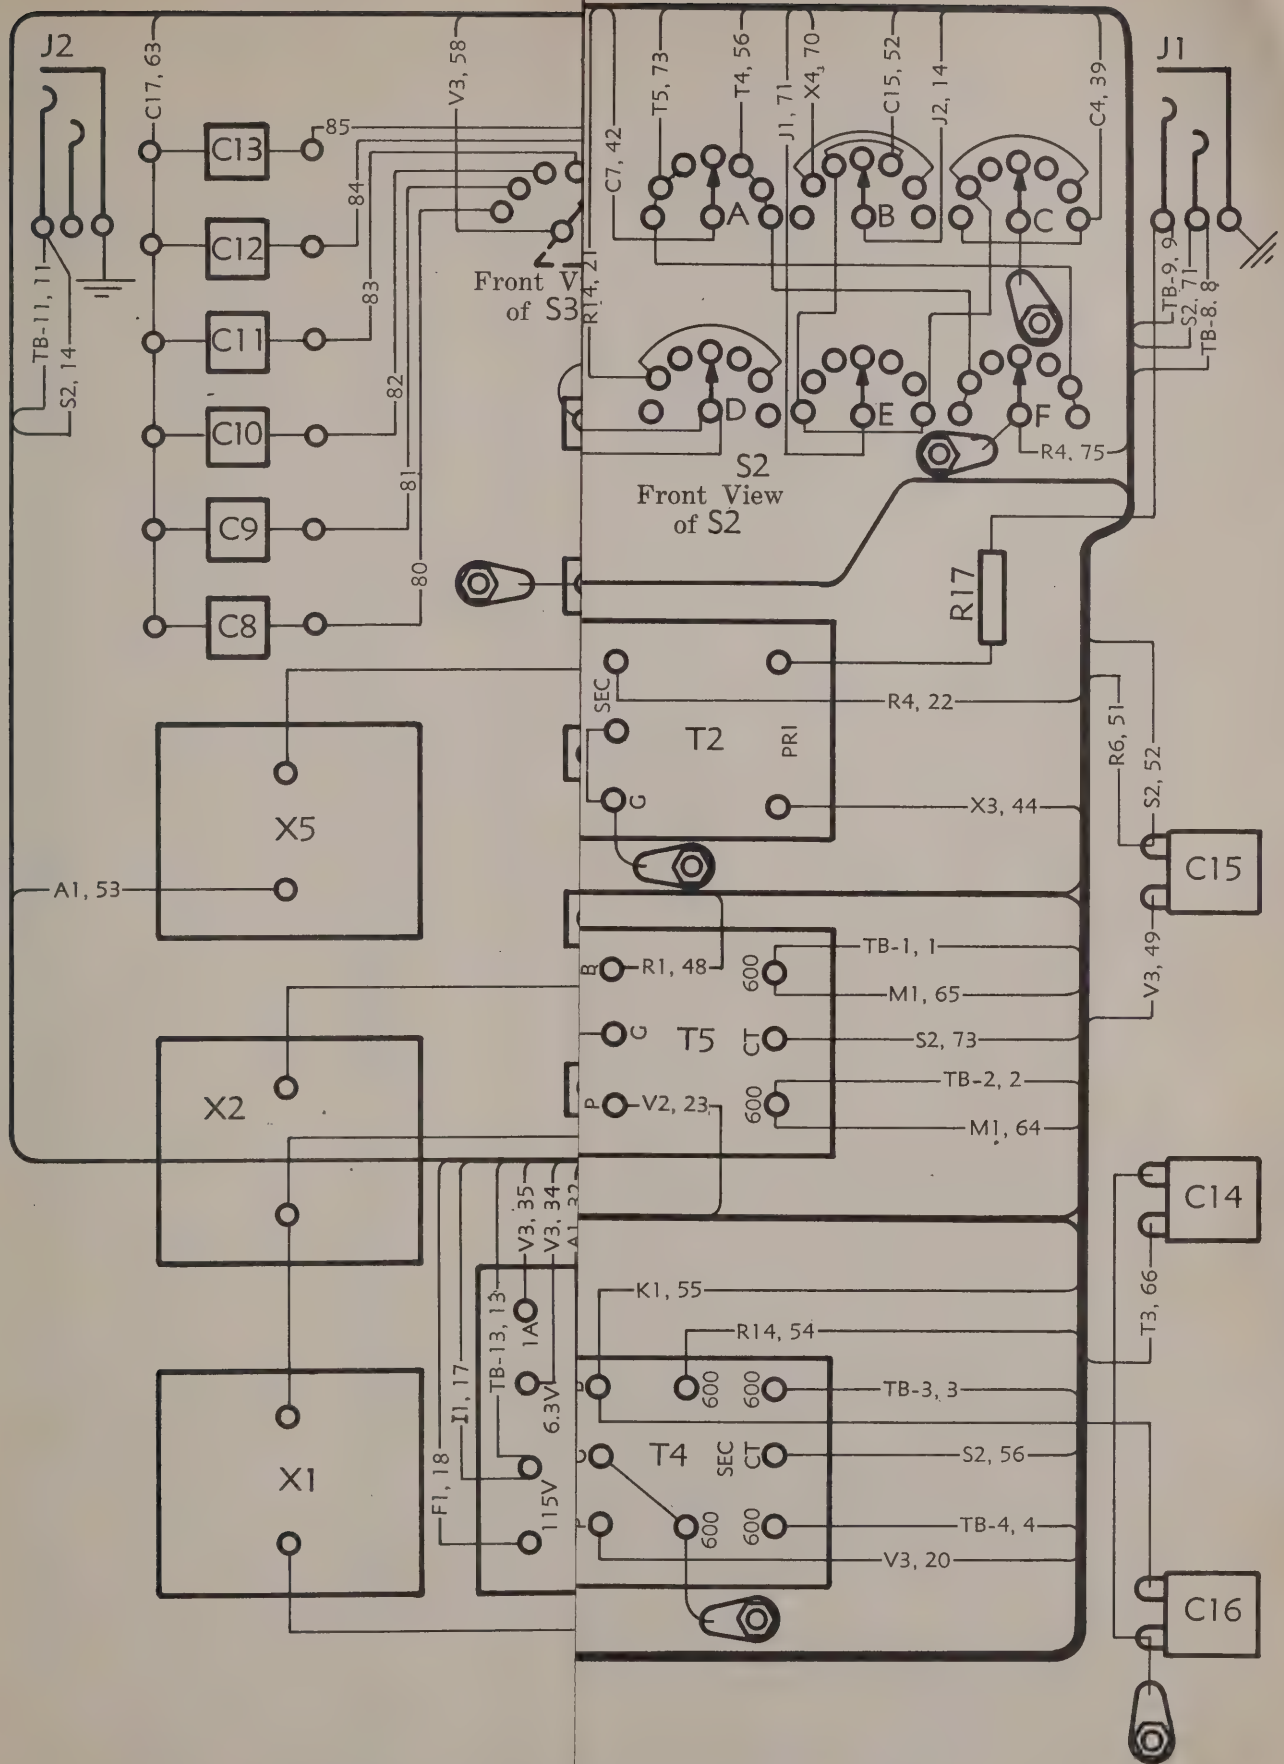 J2
C17, 63
V3, 58
T5, 73
T4, 56
J1, 71
X4, 70
C15, 52
J2, 14
C4, 39
J1
C13
85
C7, 42
84
A
B
C
C12
TB-11, 11
S2, 14
83
Front V
of S3
R14, 21
TB-9, 9
S2, 71
TB-8, 8
C11
82
C10
81
D
E
F
R4, 75
S2
Front View
of S2
C9
80
R17
C8
SEC
R4, 22
T2
PRI
R6, 51
S2, 52
G
X3, 44
X5
C15
A1, 53
TB-1, 1
B
R1, 48
600
M1, 65
V3, 49
G
T5
CT
S2, 73
TB-2, 2
X2
P
V2, 23
600
M1, 64
V3, 35
V3, 34
A1, 32
C14
K1, 55
T3, 66
TB-13, 13
1A
R14, 54
I1, 17
6.3V
600
600
TB-3, 3
F1, 18
T4
SEC
CT
S2, 56
X1
115V
600
600
TB-4, 4
V3, 20
C16